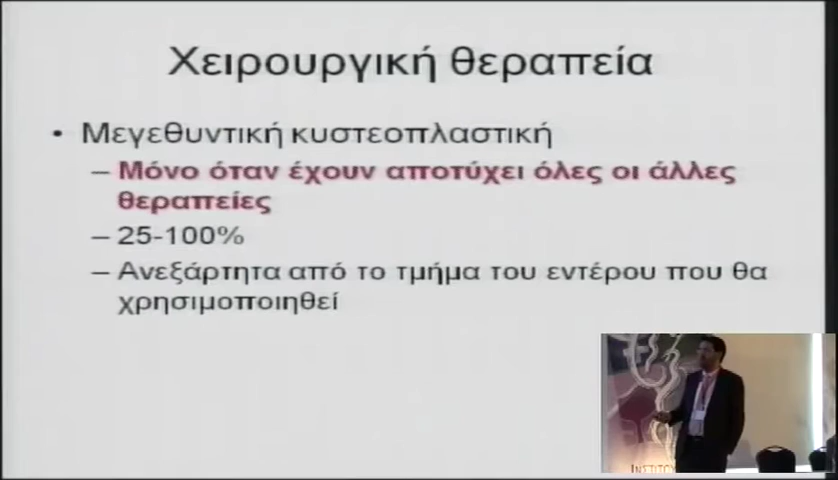 Χειρουργική θεραπεία
• Μεγεθυντική κυστεοπλαστική
– Μόνο όταν έχουν αποτύχει όλες οι άλλες
θεραπείες
– 25-100%
– Ανεξάρτητα από το τμήμα του εντέρου που θα
χρησιμοποιηθεί